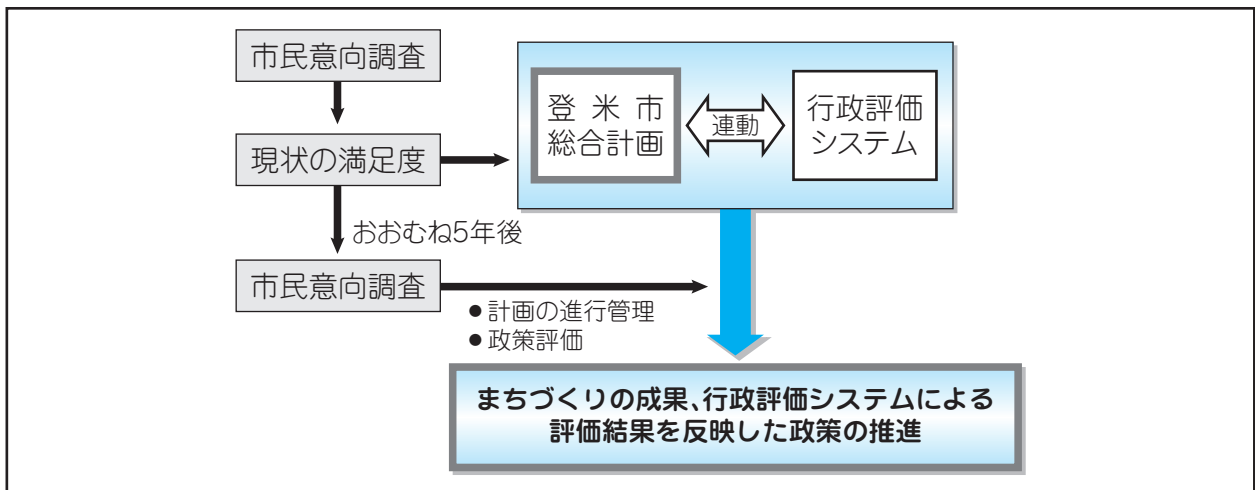 市民意向調査
現状の満足度
おおむね5年後
市民意向調査
登米市
総合計画
連動
行政評価
システム
●計画の進行管理
●政策評価
まちづくりの成果、行政評価システムによる
評価結果を反映した政策の推進